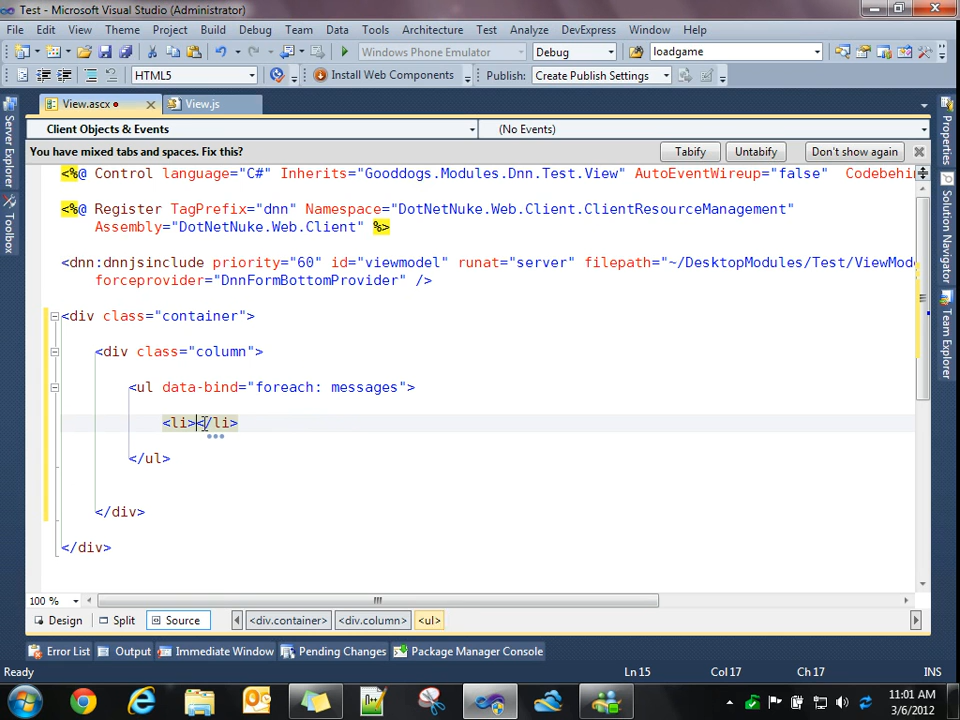 Test - Microsoft Visual Studio (Administrator)
File Edit View Theme Project Build Debug Team Data Tools Architecture Test Analyze DevExpress Window Help
Windows Phone Emulator Debug loadgame
HTML5 Install Web Components Publish: Create Publish Settings
View.ascx View.js
Client Objects & Events (No Events)
You have mixed tabs and spaces. Fix this? Tabify Untabify Don't show again
<%@ Control language="C#" Inherits="Gooddogs.Modules.Dnn.Test.View" AutoEventWireup="false" Codebehin
<%@ Register TagPrefix="dnn" Namespace="DotNetNuke.Web.Client.ClientResourceManagement"
Assembly="DotNetNuke.Web.Client" %>
<dnn:dnnjsinclude priority="60" id="viewmodel" runat="server" filepath="~/DesktopModules/Test/ViewMode
forceprovider="DnnFormBottomProvider" />
<div class="container">
<div class="column">
<ul data-bind="foreach: messages">
<li></li>
</ul>
</div>
</div>
Server Explorer
Toolbox
Properties
Solution Navigator
Team Explorer
100 %
Design Split Source <div.container> <div.column> <ul>
Error List Output Immediate Window Pending Changes Package Manager Console
Ready Ln 15 Col 17 Ch 17 INS
11:01 AM
3/6/2012